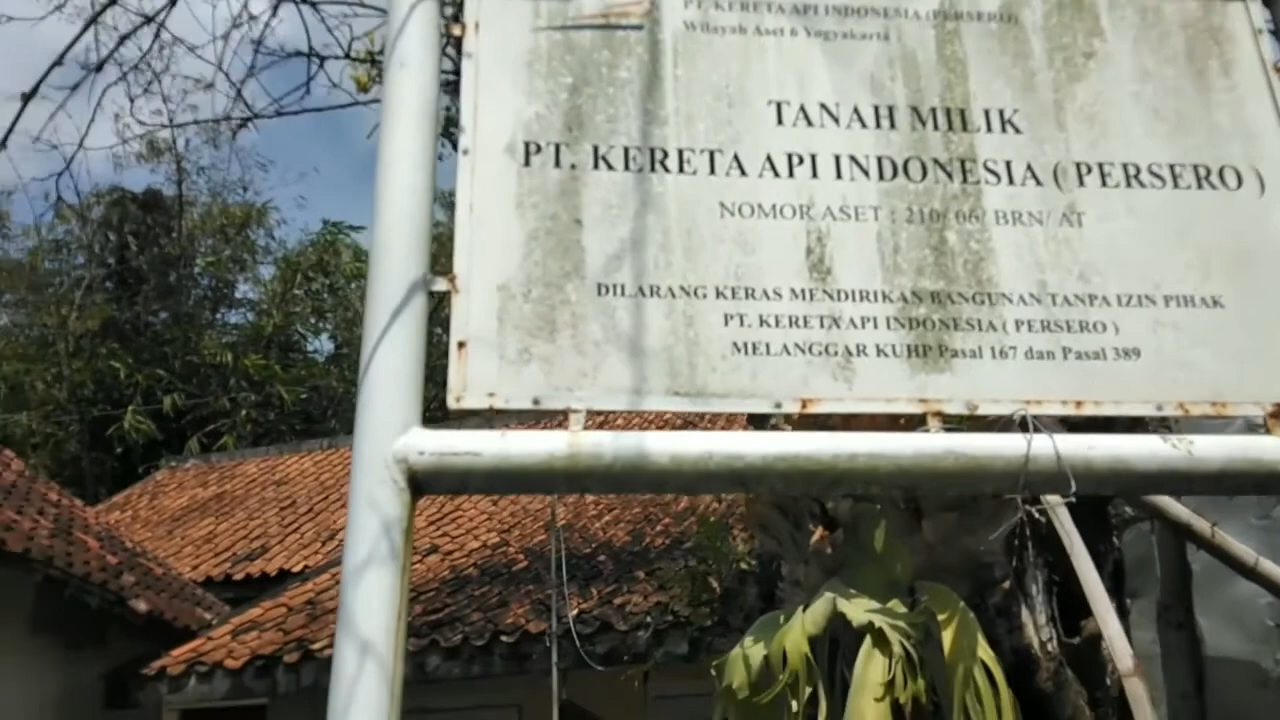 PT. KERETA API INDONESIA (PERSERO)
Wilayah Aset 6 Yogyakarta
TANAH MILIK
PT. KERETA API INDONESIA ( PERSERO )
NOMOR ASET : 210/ 06/ BRN/ AT
DILARANG KERAS MENDIRIKAN BANGUNAN TANPA IZIN PIHAK
PT. KERETA API INDONESIA ( PERSERO )
MELANGGAR KUHP Pasal 167 dan Pasal 389